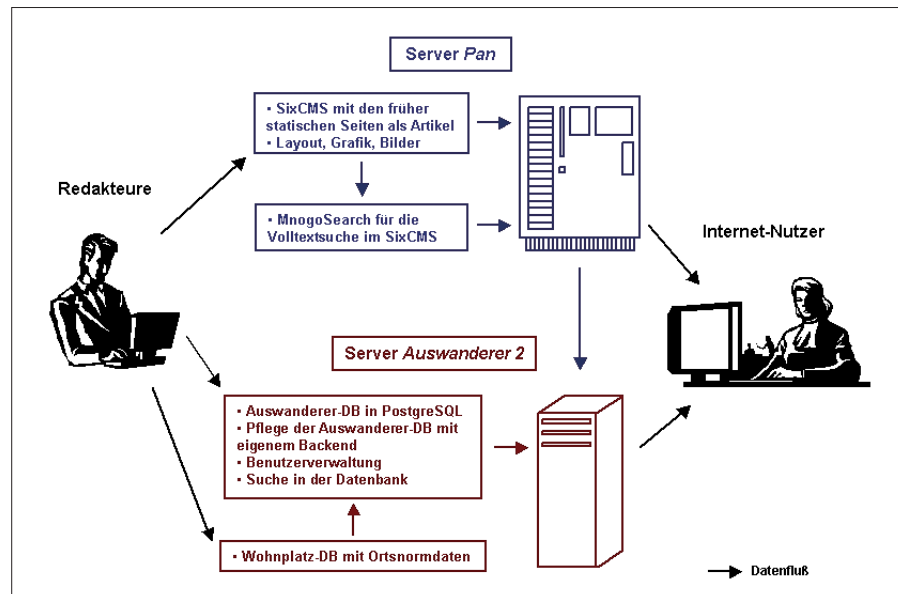 Server Pan
• SixCMS mit den früher
statischen Seiten als Artikel
• Layout, Grafik, Bilder
Redakteure
• MnogoSearch für die
Volltextsuche im SixCMS
Internet-Nutzer
Server Auswanderer 2
• Auswanderer-DB in PostgreSQL
• Pflege der Auswanderer-DB mit
eigenem Backend
• Benutzerverwaltung
• Suche in der Datenbank
• Wohnplatz-DB mit Ortsnormdaten
Datenfluß